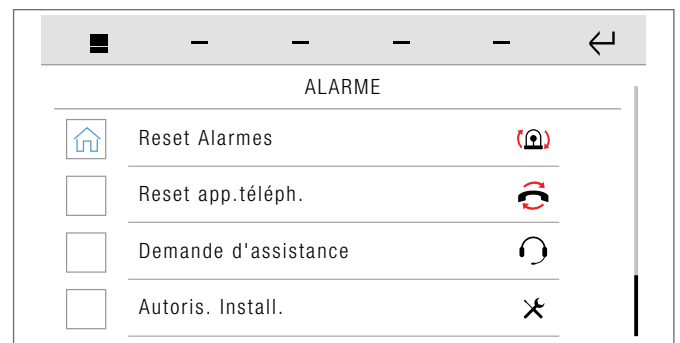 ALARME
Reset Alarmes
Reset app.téléph.
Demande d'assistance
Autoris. Install.